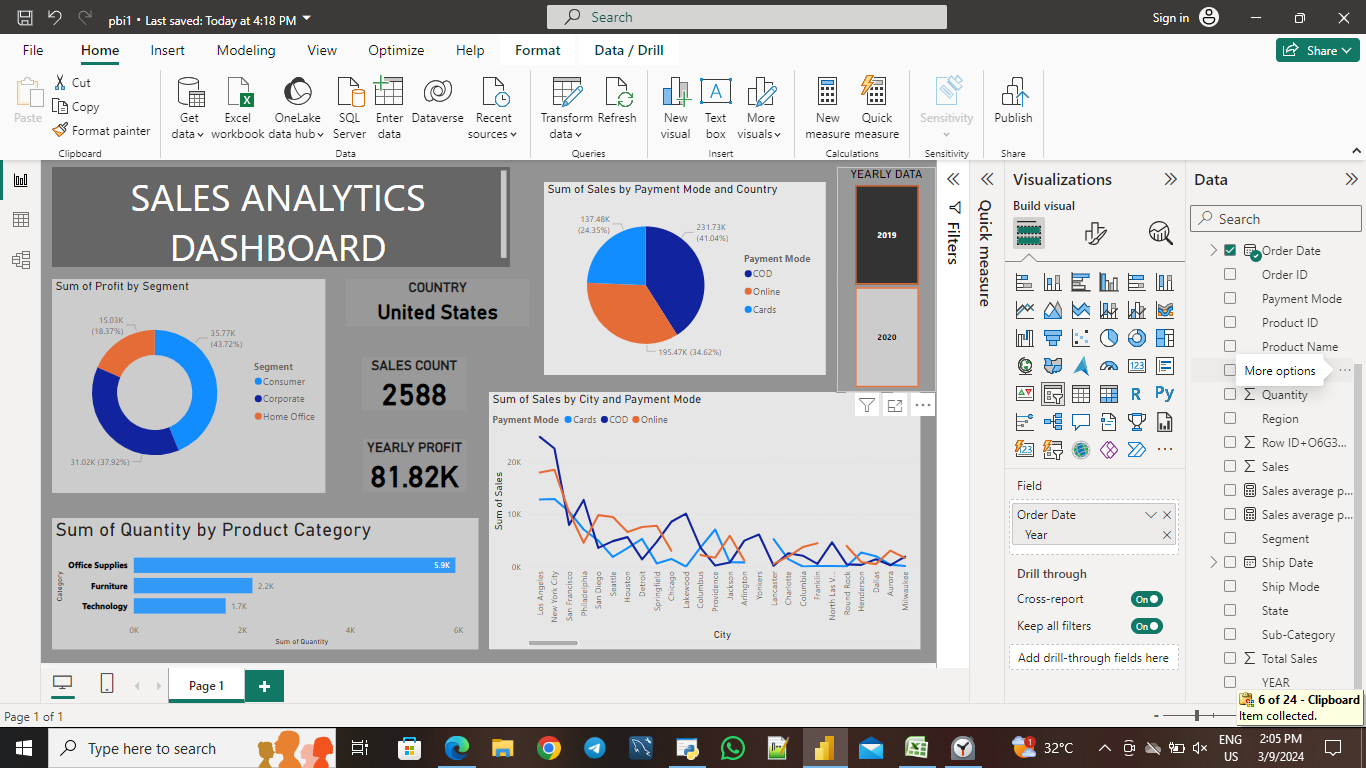 pbi1 • Last saved: Today at 4:18 PM
Search
Sign in
File
Home
Insert
Modeling
View
Optimize
Help
Format
Data / Drill
Share
Paste
Cut
Copy
Format painter
Clipboard
Get data
Excel workbook
OneLake data hub
SQL Server
Enter data
Dataverse
Recent sources
Data
Transform data
Refresh
Queries
New visual
Text box
More visuals
Insert
New measure
Quick measure
Calculations
Sensitivity
Sensitivity
Publish
Share
SALES ANALYTICS
DASHBOARD
Sum of Profit by Segment
15.03K
(18.37%)
35.77K
(43.72%)
31.02K (37.92%)
Segment
Consumer
Corporate
Home Office
COUNTRY
United States
SALES COUNT
2588
YEARLY PROFIT
81.82K
Sum of Sales by Payment Mode and Country
137.48K
(24.35%)
231.73K
(41.04%)
195.47K (34.62%)
Payment Mode
COD
Online
Cards
YEARLY DATA
2019
2020
Sum of Quantity by Product Category
Category
Office Supplies
5.9K
Furniture
2.2K
Technology
1.7K
0K
2K
4K
6K
Sum of Quantity
Sum of Sales by City and Payment Mode
Payment Mode
Cards
COD
Online
Sum of Sales
20K
10K
0K
Los Angeles
New York City
San Francisco
Philadelphia
San Diego
Seattle
Houston
Detroit
Springfield
Chicago
Lakewood
Columbus
Providence
Jackson
Arlington
Yonkers
Lancaster
Charlotte
Columbia
Franklin
North Las V...
Round Rock
Henderson
Dallas
Aurora
Milwaukee
City
Filters
Quick measure
Visualizations
Build visual
Field
Order Date
Year
Drill through
Cross-report
On
Keep all filters
On
Add drill-through fields here
Data
Search
Order Date
Order ID
Payment Mode
Product ID
Product Name
More options
Quantity
Region
Row ID+O6G3...
Sales
Sales average p...
Sales average p...
Segment
Ship Date
Ship Mode
State
Sub-Category
Total Sales
YEAR
Page 1
Page 1 of 1
6 of 24 - Clipboard
Item collected.
Type here to search
32°C
ENG
US
2:05 PM
3/9/2024